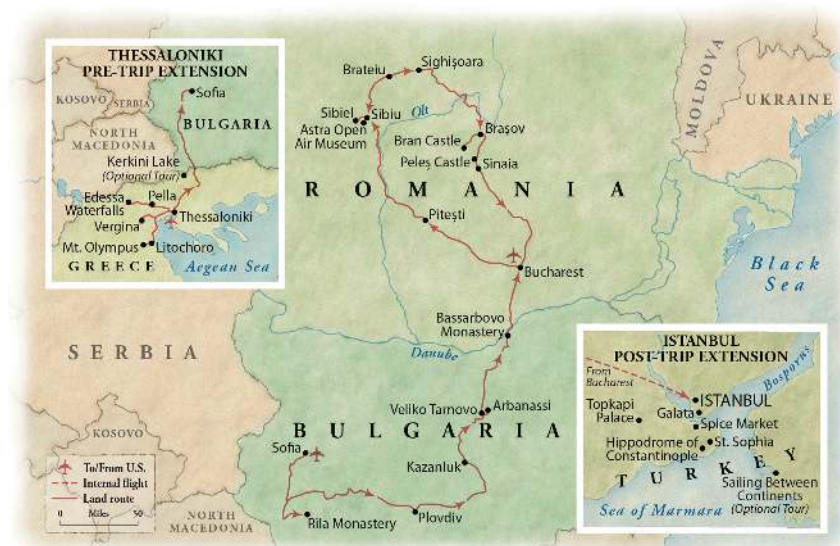 THESSALONIKI
PRE-TRIP EXTENSION
KOSOVO
SERBIA
Sofia
BULGARIA
NORTH
MACEDONIA
Kerkini Lake
(Optional Tour)
Edessa
Waterfalls
Pella
Thessaloniki
Vergina
Mt. Olympus
Litochoro
GREECE
Aegean Sea
Brateiu
Sighişoara
MOLDOVA
UKRAINE
Sibiel
Sibiu
Olt
Astra Open
Air Museum
Braşov
Bran Castle
Peleş Castle
Sinaia
ROMANIA
Piteşti
Bucharest
Black
Sea
Bassarbovo
Monastery
SERBIA
Danube
ISTANBUL
POST-TRIP EXTENSION
From
Bucharest
Bosporus
ISTANBUL
Topkapi
Palace
Galata
Spice Market
Hippodrome of
Constantinople
St. Sophia
TURKEY
Sailing Between
Continents
(Optional Tour)
Sea of Marmara
Veliko Tarnovo
Arbanassi
BULGARIA
KOSOVO
Sofia
Kazanluk
To/From U.S.
Internal flight
Land route
0 Miles 50
NORTH
MACEDONIA
Rila Monastery
Plovdiv